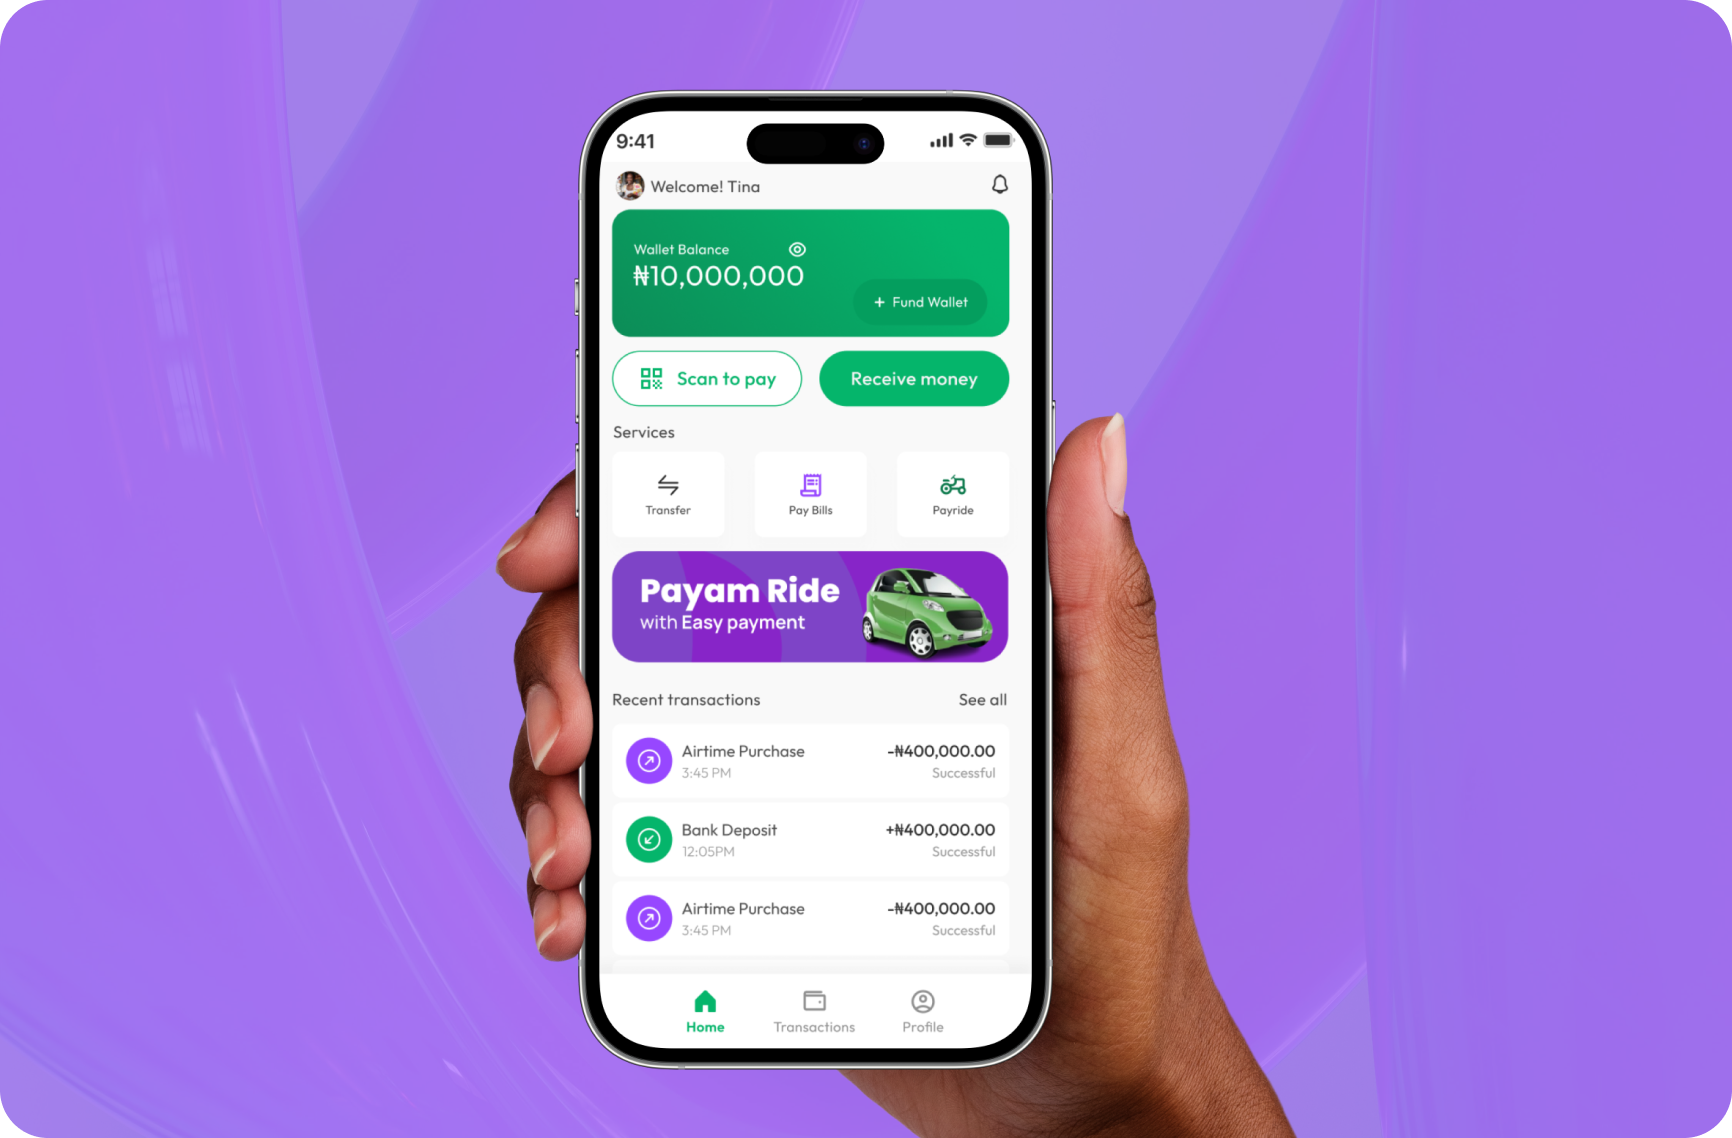 9:41
Welcome! Tina
Wallet Balance
₦10,000,000
+ Fund Wallet
Scan to pay
Receive money
Services
Transfer
Pay Bills
Payride
Payam Ride
with Easy payment
Recent transactions
See all
Airtime Purchase
-₦400,000.00
3:45 PM
Successful
Bank Deposit
+₦400,000.00
12:05PM
Successful
Airtime Purchase
-₦400,000.00
3:45 PM
Successful
Home
Transactions
Profile